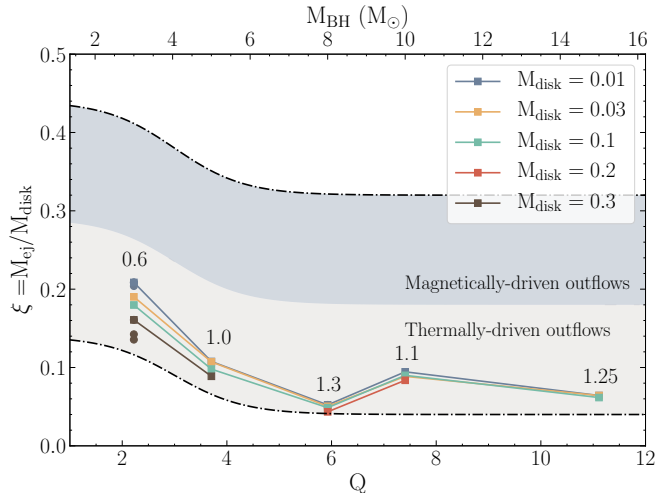 M_BH (M_⊙)
2 4 6 8 10 12 14 16
0.5
0.4
0.3
0.2
0.1
0.0
ξ = M_ej/M_disk
M_disk = 0.01
M_disk = 0.03
M_disk = 0.1
M_disk = 0.2
M_disk = 0.3
0.6
1.0
1.3
1.1
1.25
Magnetically-driven outflows
Thermally-driven outflows
2 4 6 8 10 12
Q